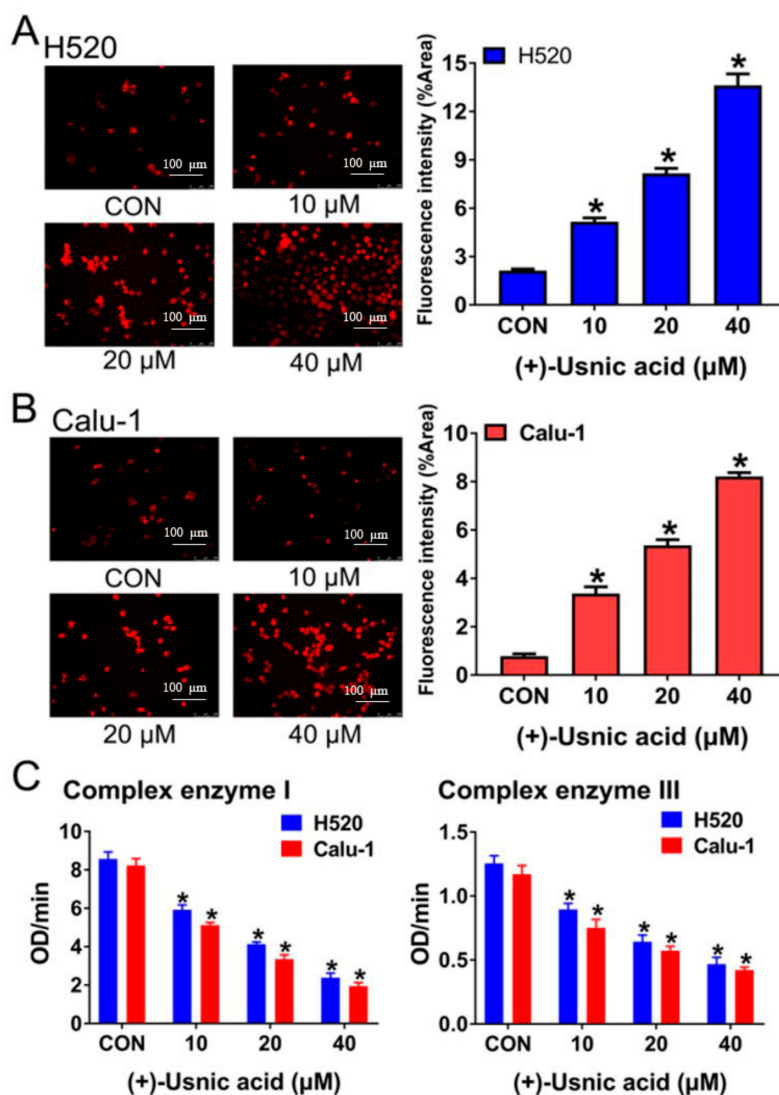 A
H520
100 μm
100 μm
CON
10 μM
100 μm
100 μm
20 μM
40 μM
Fluorescence intensity (%Area)
15
12
9
6
3
0
H520
*
*
*
CON
10
20
40
(+)-Usnic acid (μM)
B
Calu-1
100 μm
100 μm
CON
10 μM
100 μm
100 μm
20 μM
40 μM
Fluorescence intensity (%Area)
10
8
6
4
2
0
Calu-1
*
*
*
CON
10
20
40
(+)-Usnic acid (μM)
C
Complex enzyme I
H520
Calu-1
OD/min
10
8
6
4
2
0
* *
* *
* *
CON
10
20
40
(+)-Usnic acid (μM)
Complex enzyme III
H520
Calu-1
OD/min
1.5
1.0
0.5
0.0
* *
* *
* *
CON
10
20
40
(+)-Usnic acid (μM)